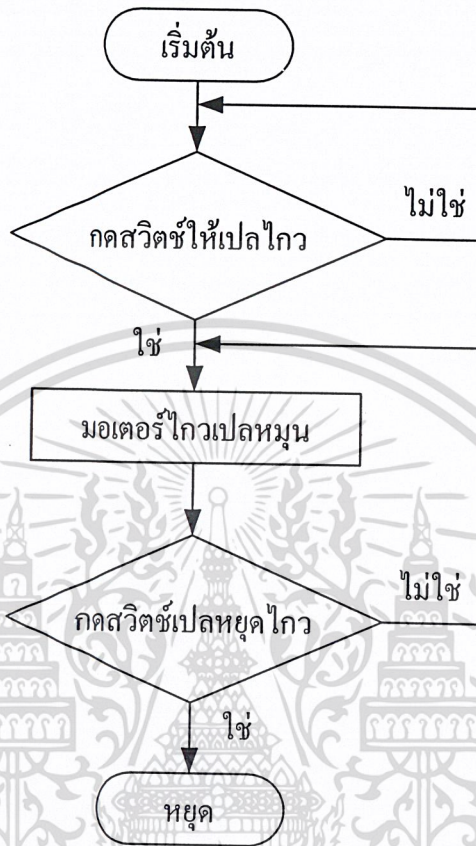 เริ่มต้น
กดสวิตช์ให้เปลไกว
ไม่ใช่
ใช่
มอเตอร์ไกวเปลหมุน
กดสวิตช์เปลหยุดไกว
ไม่ใช่
ใช่
หยุด